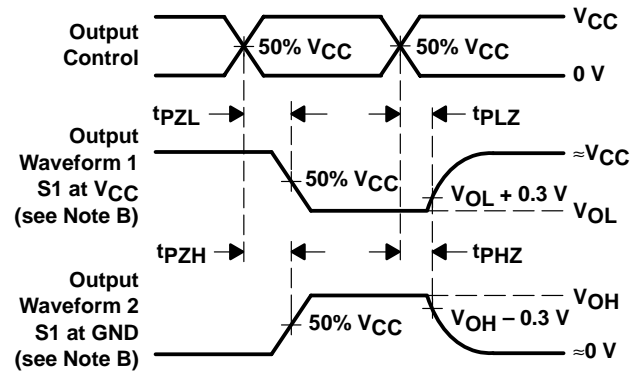 Output
Control
50% VCC
50% VCC
VCC
0 V
tPZL
tPLZ
Output
Waveform 1
S1 at VCC
(see Note B)
50% VCC
≈VCC
VOL + 0.3 V
VOL
tPZH
tPHZ
Output
Waveform 2
S1 at GND
(see Note B)
50% VCC
VOH
VOH – 0.3 V
≈0 V